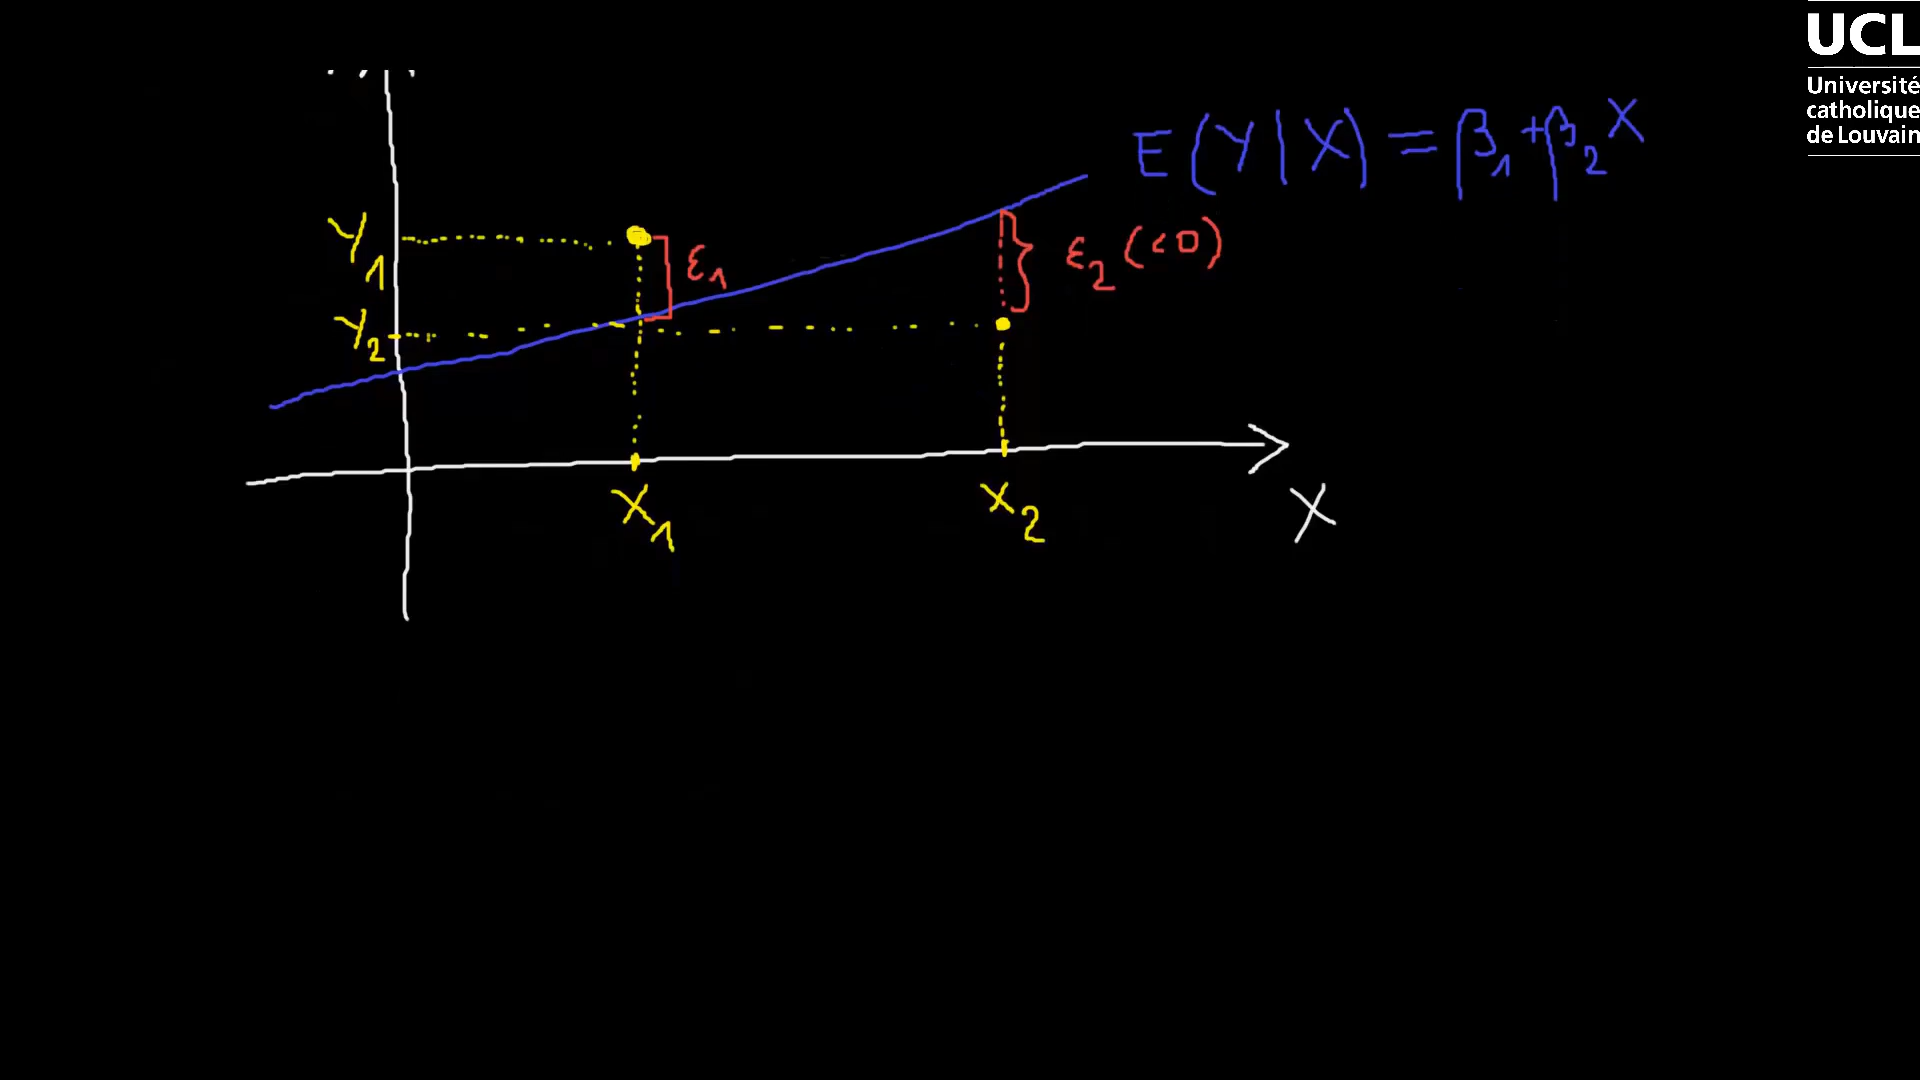 UCL
Université
catholique
de Louvain
E(Y|X) = β₁+β₂X
Y₁
ε₁
ε₂ (<0)
Y₂
X₁
X₂
X